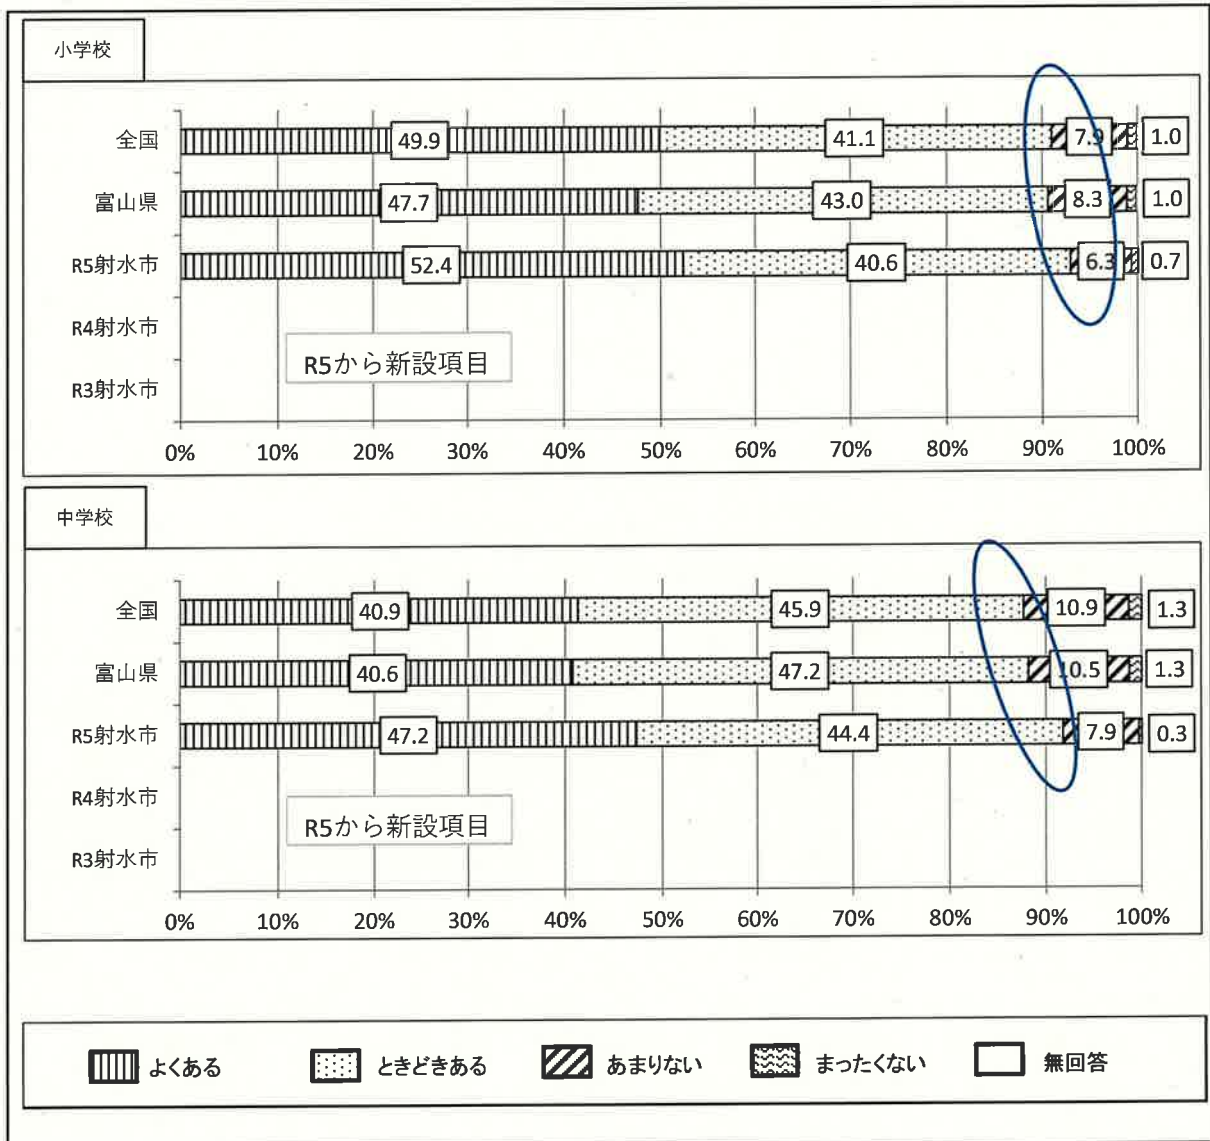 小学校
全国 49.9 41.1 7.9 1.0
富山県 47.7 43.0 8.3 1.0
R5射水市 52.4 40.6 6.3 0.7
R4射水市
R5から新設項目
R3射水市
0% 10% 20% 30% 40% 50% 60% 70% 80% 90% 100%
中学校
全国 40.9 45.9 10.9 1.3
富山県 40.6 47.2 10.5 1.3
R5射水市 47.2 44.4 7.9 0.3
R4射水市
R5から新設項目
R3射水市
0% 10% 20% 30% 40% 50% 60% 70% 80% 90% 100%
よくある ときどきある あまりない まったくない 無回答